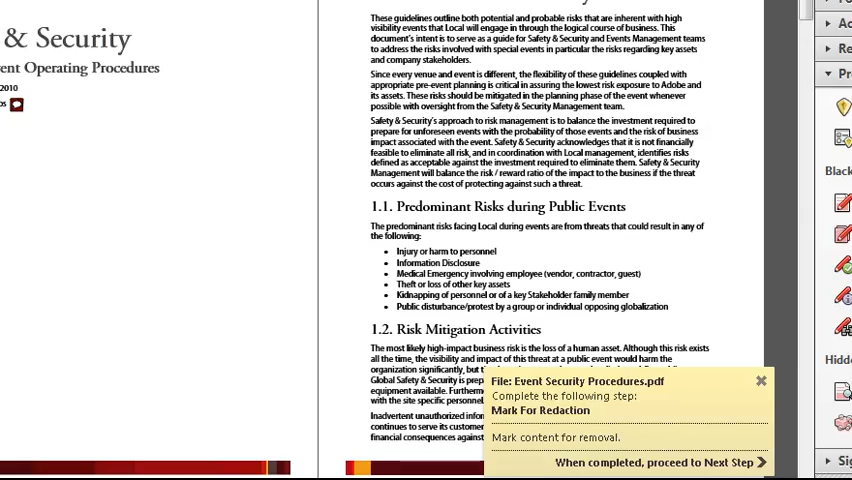 & Security
Event Operating Procedures
2010
These guidelines outline both potential and probable risks that are inherent with high
visibility events that Local will engage in through the logical course of business. This
document's intent is to serve as a guide for Safety & Security and Events Management teams
to address the risks involved with special events in particular the risks regarding key assets
and company stakeholders.
Since every venue and event is different, the flexibility of these guidelines coupled with
appropriate pre-event planning is critical in assuring the lowest risk exposure to Adobe and
its assets. These risks should be mitigated in the planning phase of the event whenever
possible with oversight from the Safety & Security Management team.
Safety & Security's approach to risk management is to balance the investment required to
prepare for unforeseen events with the probability of those events and the risk of business
impact associated with the event. Safety & Security acknowledges that it is not financially
feasible to eliminate all risk, and in coordination with Local management, identifies risks
defined as acceptable against the investment required to eliminate them. Safety & Security
Management will balance the risk / reward ratio of the impact to the business if the threat
occurs against the cost of protecting against such a threat.
1.1. Predominant Risks during Public Events
The predominant risks facing Local during events are from threats that could result in any of
the following:
• Injury or harm to personnel
• Information Disclosure
• Medical Emergency involving employee (vendor, contractor, guest)
• Theft or loss of other key assets
• Kidnapping of personnel or of a key Stakeholder family member
• Public disturbance/protest by a group or individual opposing globalization
1.2. Risk Mitigation Activities
The most likely high-impact business risk is the loss of a human asset. Although this risk exists
all the time, the visibility and impact of this threat at a public event would harm the
organization significantly, but
Global Safety & Security is prep
equipment available. Furtherm
with the site specific personnel
Inadvertent unauthorized infor
continues to serve its custome
financial consequences against
File: Event Security Procedures.pdf
Complete the following step:
Mark For Redaction
Mark content for removal.
When completed, proceed to Next Step
Ac
Re
Pr
Black
Hidd
Sig